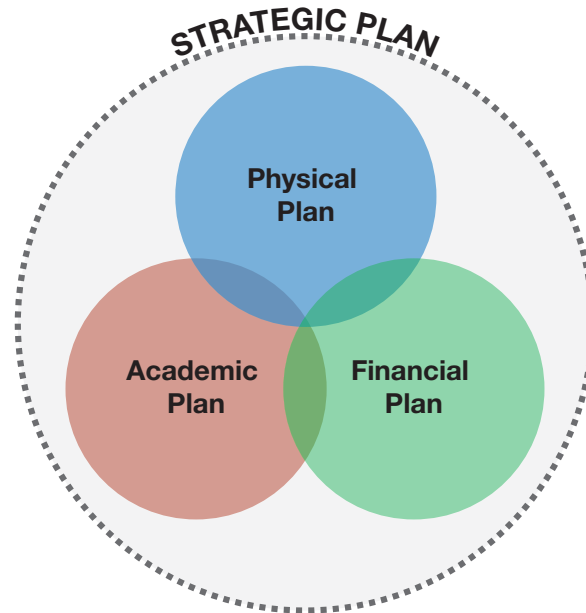 STRATEGIC PLAN
Physical
Plan
Academic
Plan
Financial
Plan